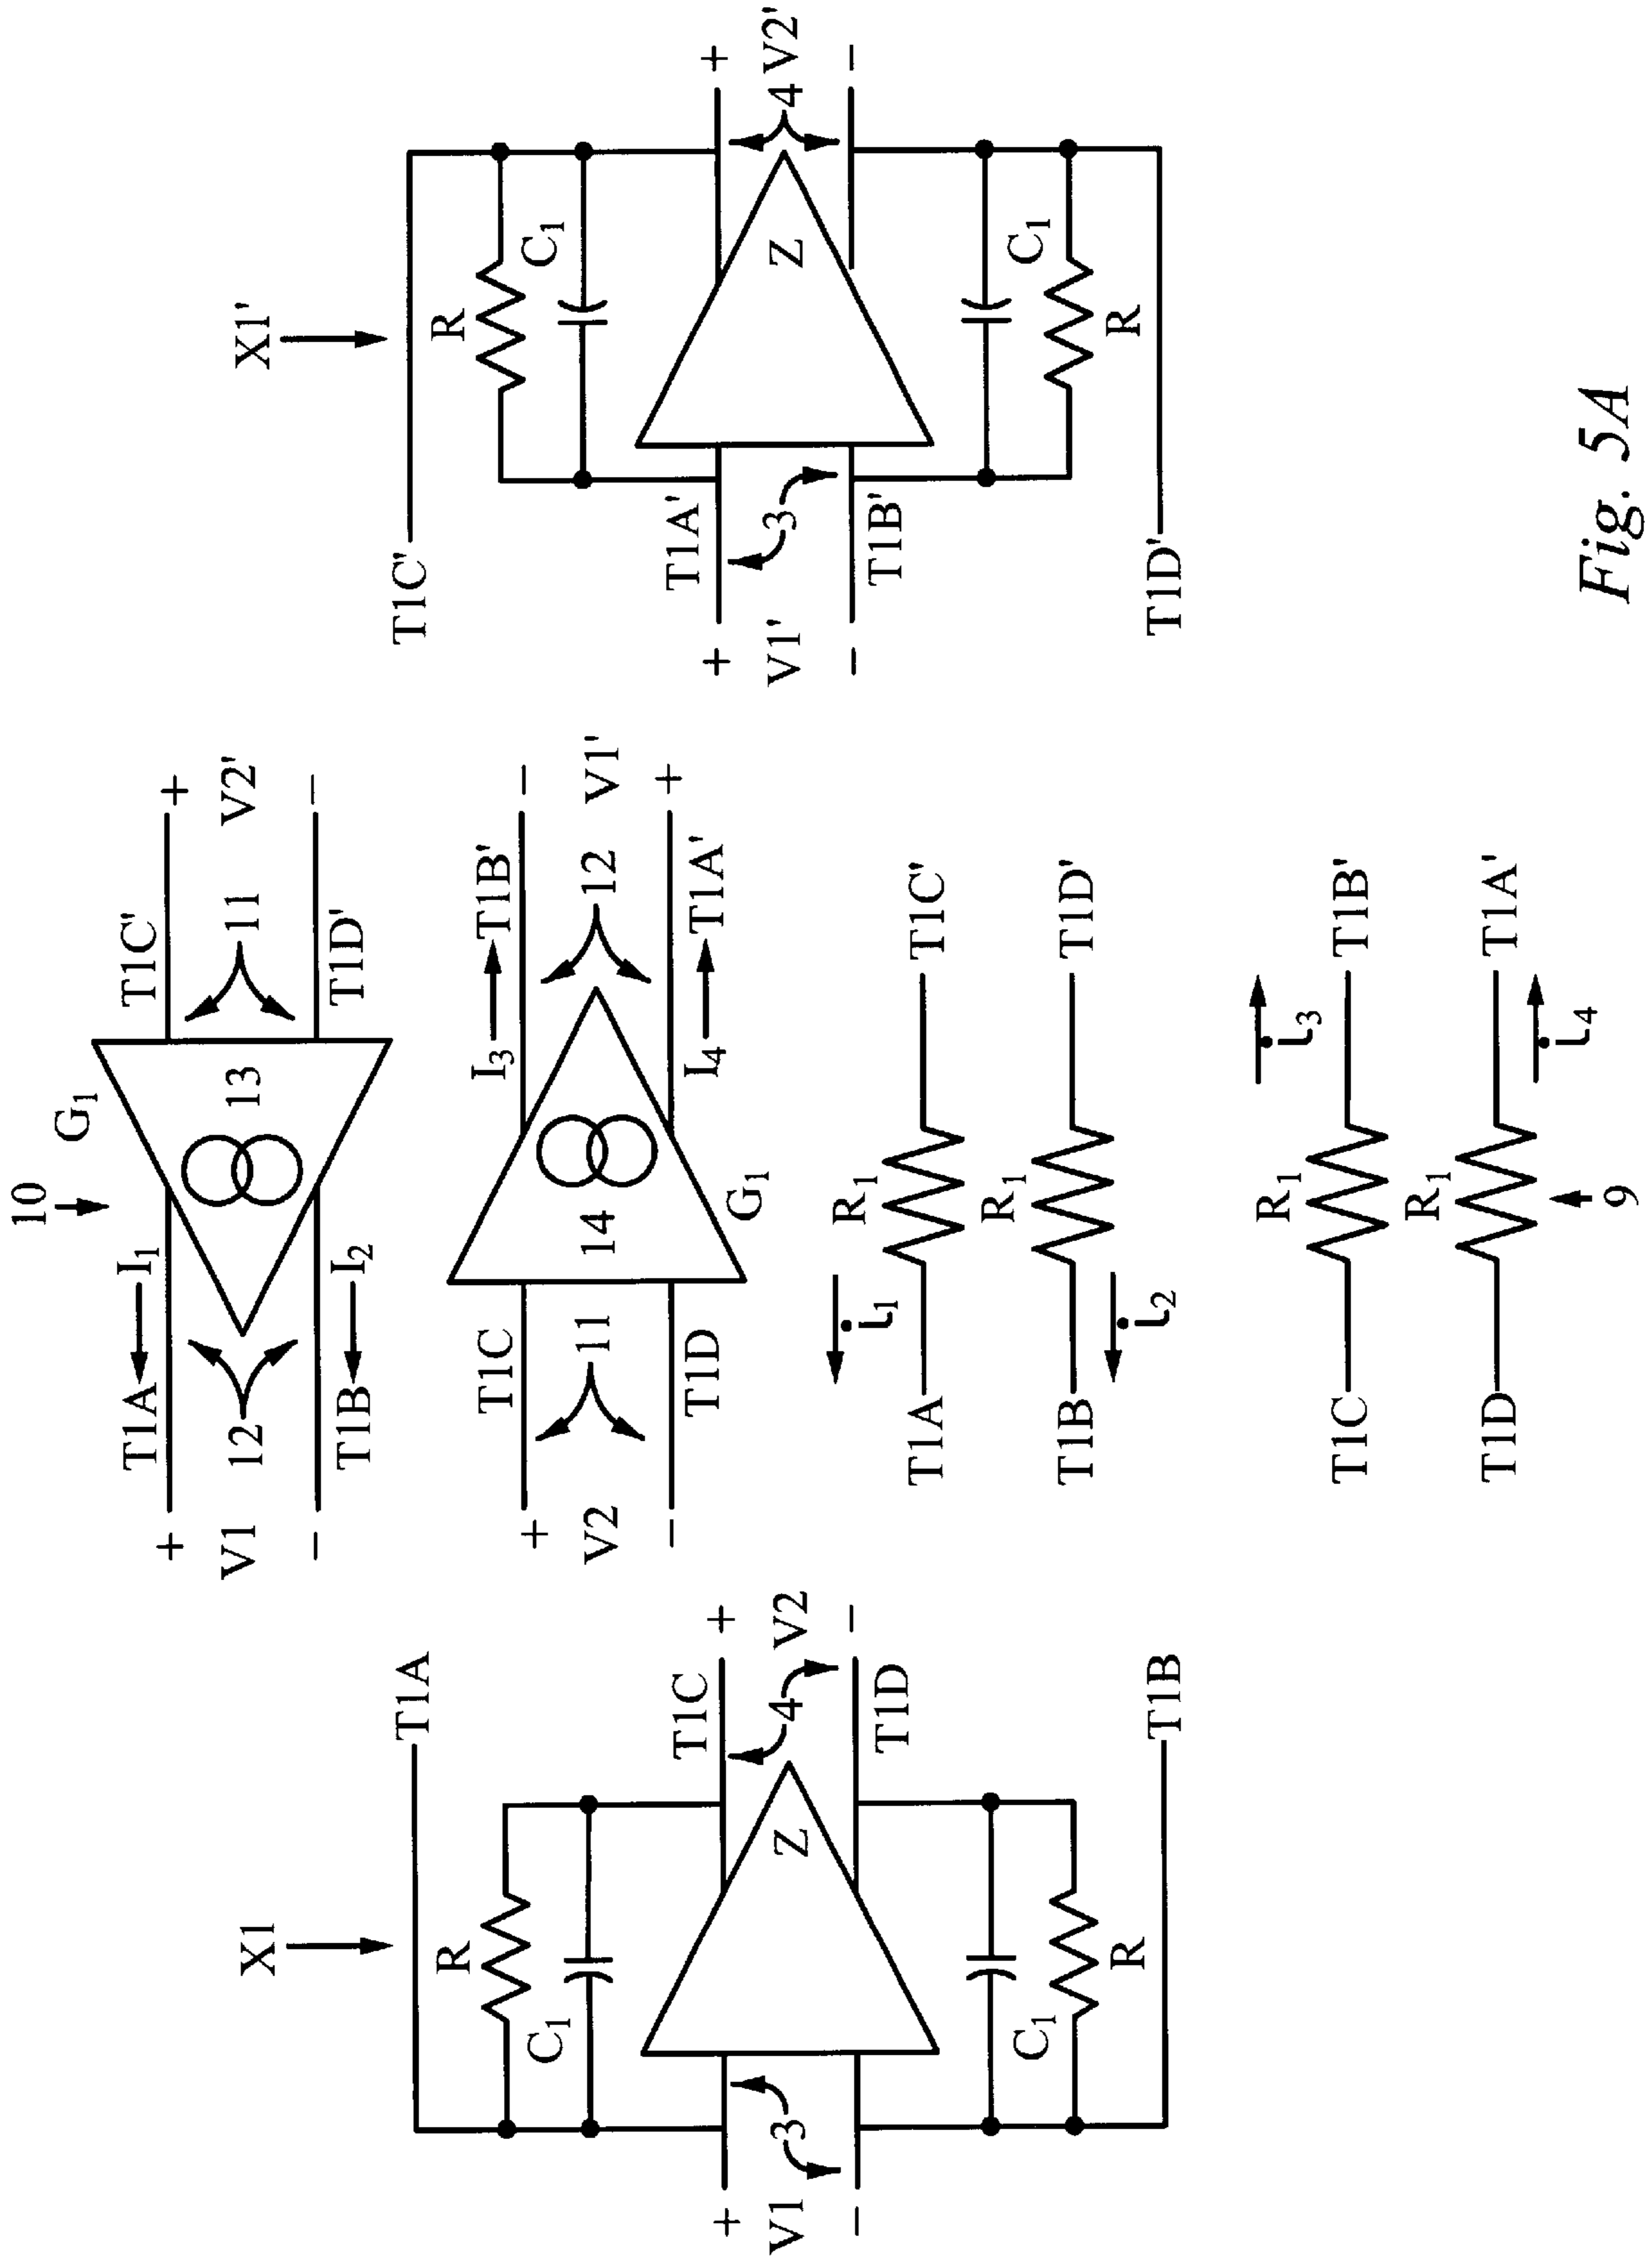 X1
T1A
R
C1
+
V1
−
3
Z
T1C
+
4
V2
−
T1D
C1
R
T1B
10
G1
T1A
I1
T1C'
+
V1
−
12
13
11
+
V2'
−
T1B
I2
T1D'
T1C
I3
T1B'
+
V2
−
11
14
12
−
V1'
+
T1D
G1
I4
T1A'
T1A
R1
T1C'
i1
T1B
R1
T1D'
i2
i3
T1C
R1
T1B'
T1D
R1
T1A'
9
i4
X1'
T1C'
R
C1
T1A'
+
V1'
−
3
Z
+
4
V2'
−
T1B'
C1
R
T1D'
Fig. 5A